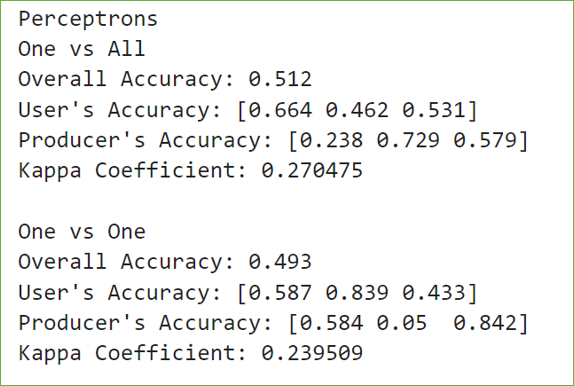 Perceptrons
One vs All
Overall Accuracy: 0.512
User's Accuracy: [0.664 0.462 0.531]
Producer's Accuracy: [0.238 0.729 0.579]
Kappa Coefficient: 0.270475

One vs One
Overall Accuracy: 0.493
User's Accuracy: [0.587 0.839 0.433]
Producer's Accuracy: [0.584 0.05  0.842]
Kappa Coefficient: 0.239509